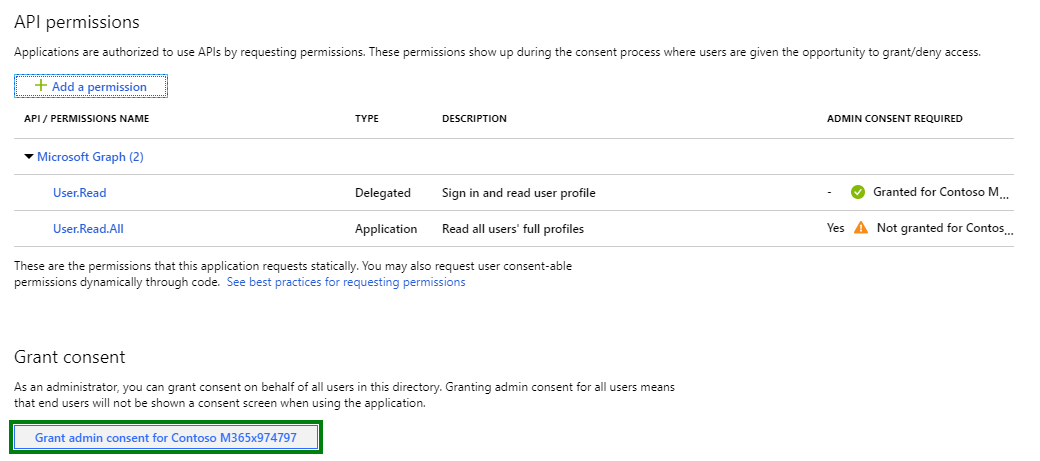 API permissions
Applications are authorized to use APIs by requesting permissions. These permissions show up during the consent process where users are given the opportunity to grant/deny access.
+ Add a permission
API / PERMISSIONS NAME TYPE DESCRIPTION ADMIN CONSENT REQUIRED
Microsoft Graph (2)
User.Read Delegated Sign in and read user profile - Granted for Contoso M...
User.Read.All Application Read all users' full profiles Yes Not granted for Contos...
These are the permissions that this application requests statically. You may also request user consent-able
permissions dynamically through code. See best practices for requesting permissions
Grant consent
As an administrator, you can grant consent on behalf of all users in this directory. Granting admin consent for all users means
that end users will not be shown a consent screen when using the application.
Grant admin consent for Contoso M365x974797